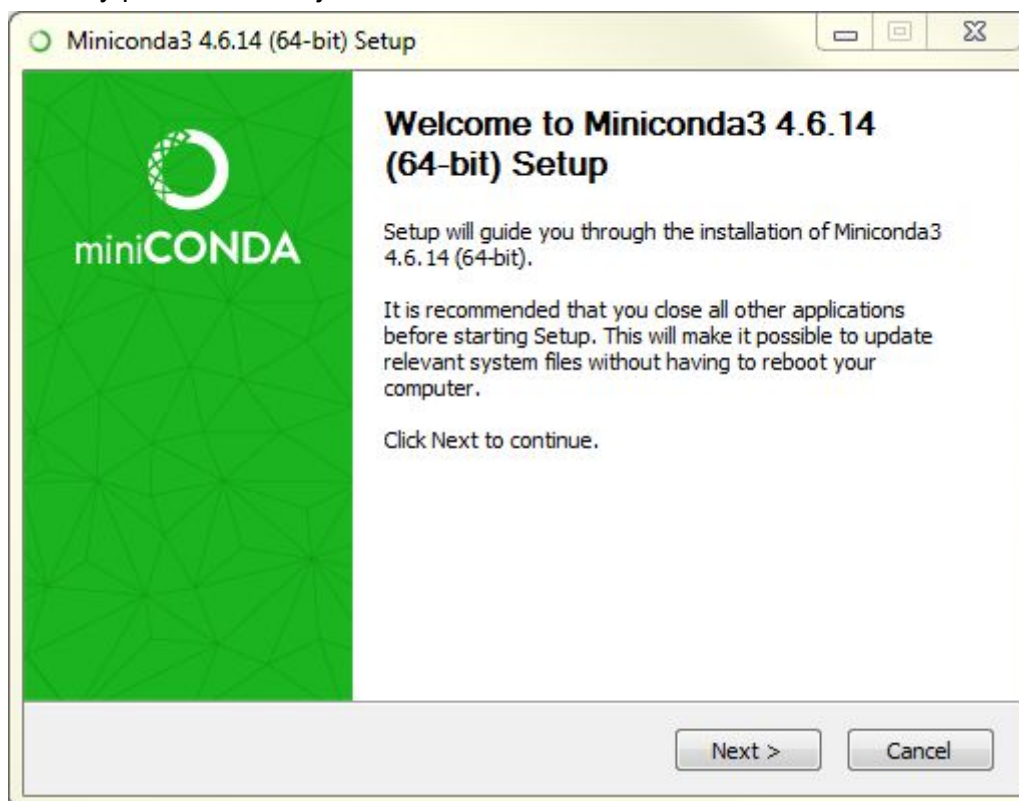 Miniconda3 4.6.14 (64-bit) Setup
miniCONDA
Welcome to Miniconda3 4.6.14
(64-bit) Setup
Setup will guide you through the installation of Miniconda3
4.6.14 (64-bit).
It is recommended that you close all other applications
before starting Setup. This will make it possible to update
relevant system files without having to reboot your
computer.
Click Next to continue.
Next >
Cancel